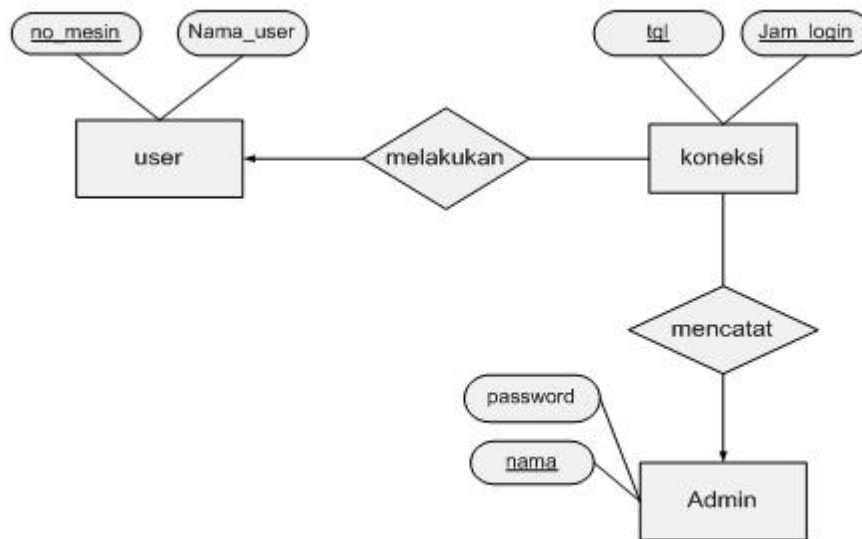 no_mesin
Nama_user
tgl
Jam_login
user
melakukan
koneksi
mencatat
password
nama
Admin